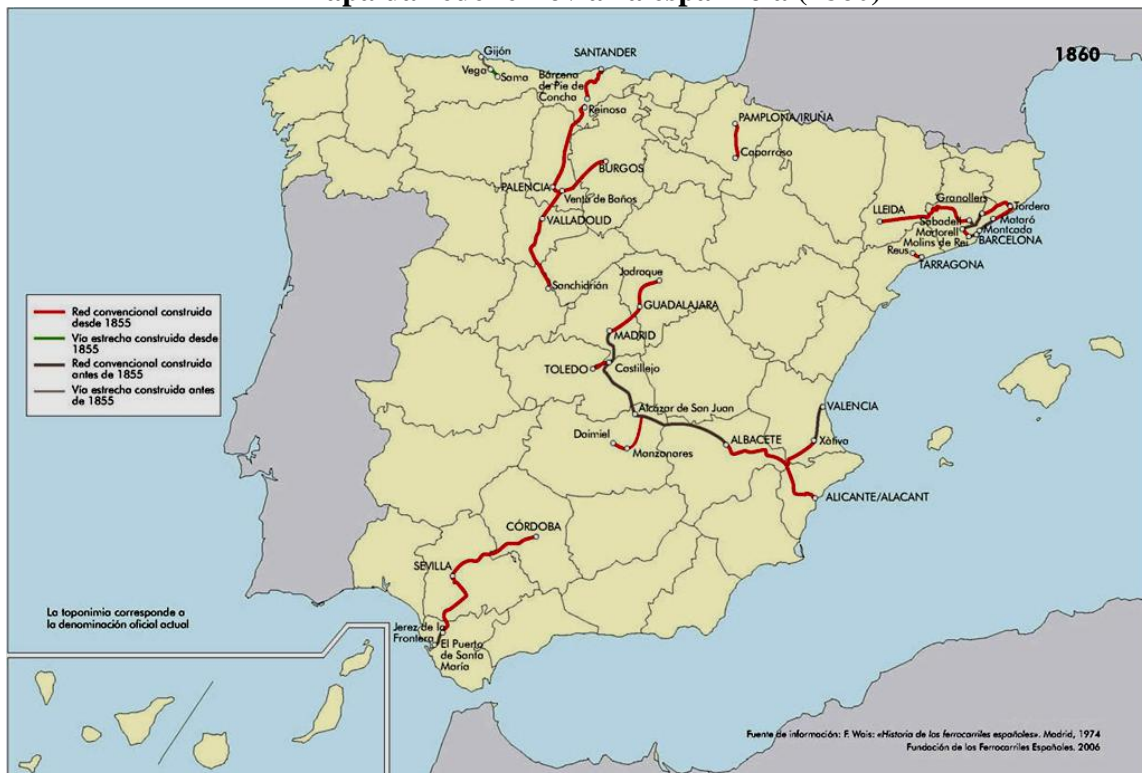 1860
Gijón
Vega
Sama
SANTANDER
Bárcena
de Pie de
Concha
Reinosa
PAMPLONA/IRUÑA
Caparroso
BURGOS
PALENCIA
Venta de Baños
VALLADOLID
Sanchidrián
LLEIDA
Granollers
Tordera
Sabadell
Mataró
Martorell
Montcada
Molins de Rei
BARCELONA
Reus
TARRAGONA
Jadraque
GUADALAJARA
MADRID
TOLEDO
Castillejo
Alcázar de San Juan
VALENCIA
Daimiel
Manzanares
ALBACETE
Xàtiva
ALICANTE/ALACANT
CÓRDOBA
SEVILLA
Jerez de la
Frontera
El Puerto
de Santa
María
Red convencional construida
desde 1855
Vía estrecha construida desde
1855
Red convencional construida
antes de 1855
Vía estrecha construida antes
de 1855
La toponimia corresponde a
la denominación oficial actual
Fuente de información: F. Wais: «Historia de los ferrocarriles españoles». Madrid, 1974
Fundación de los Ferrocarriles Españoles. 2006